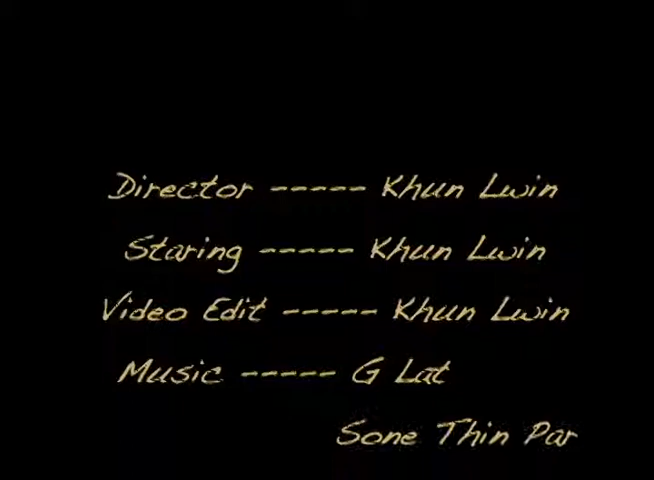 Director ----- Khun Lwin
Staring ----- Khun Lwin
Video Edit ----- Khun Lwin
Music ----- G Lat
Sone Thin Par